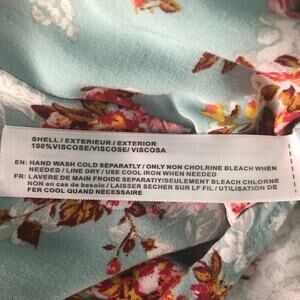 SHELL / EXTERIEUR / EXTERIOR
100%VISCOSE/VISCOSE/ VISCOSA
EN: HAND WASH COLD SEPARATLY / ONLY NON CHOLRINE BLEACH WHEN
NEEDED / LINE DRY / USE COOL IRON WHEN NEEDED
FR: LAVERE DE MAIN FROIDE SEPARATIY/SEULEMENT BLEACH CHLORNE
NON en cas de besoin / LAISSER SECHER SUR LF FIL / UTILISATION DE
FER COOL QUAND NECESSAIRE